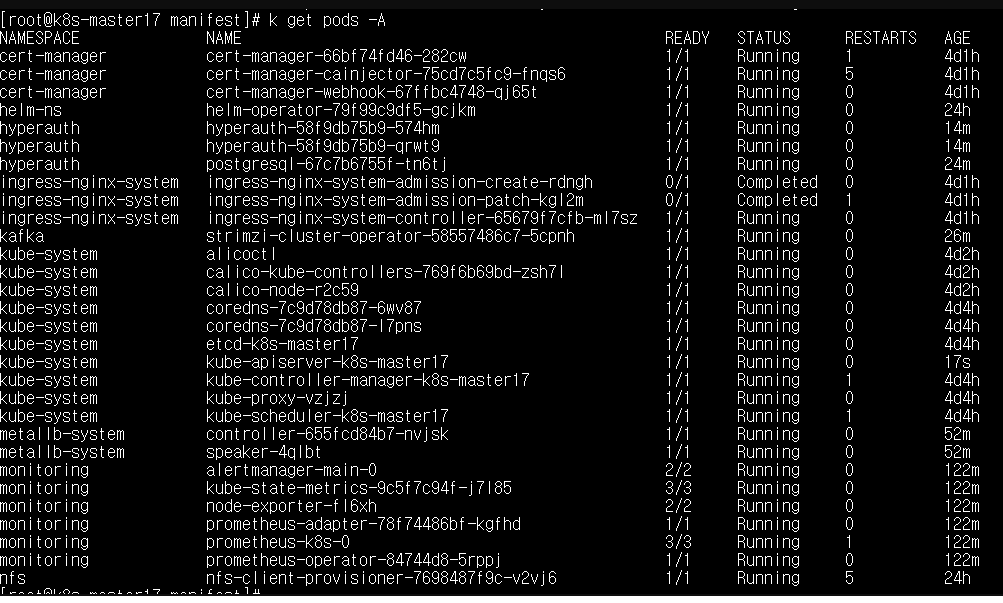 [root@k8s-master17 manifest]# k get pods -A
NAMESPACE NAME READY STATUS RESTARTS AGE
cert-manager cert-manager-66bf74fd46-282cw 1/1 Running 1 4d1h
cert-manager cert-manager-cainjector-75cd7c5fc9-fnqs6 1/1 Running 5 4d1h
cert-manager cert-manager-webhook-67ffbc4748-qj65t 1/1 Running 0 4d1h
helm-ns helm-operator-79f99c9df5-gcjkm 1/1 Running 0 24h
hyperauth hyperauth-58f9db75b9-574hm 1/1 Running 0 14m
hyperauth hyperauth-58f9db75b9-qrwt9 1/1 Running 0 14m
hyperauth postgresql-67c7b6755f-tn6tj 1/1 Running 0 24m
ingress-nginx-system ingress-nginx-system-admission-create-rdngh 0/1 Completed 0 4d1h
ingress-nginx-system ingress-nginx-system-admission-patch-kgl2m 0/1 Completed 1 4d1h
ingress-nginx-system ingress-nginx-system-controller-65679f7cfb-ml7sz 1/1 Running 0 4d1h
kafka strimzi-cluster-operator-58557486c7-5cpnh 1/1 Running 0 26m
kube-system alicoctl 1/1 Running 0 4d2h
kube-system calico-kube-controllers-769f6b69bd-zsh7l 1/1 Running 0 4d2h
kube-system calico-node-r2c59 1/1 Running 0 4d2h
kube-system coredns-7c9d78db87-6wv87 1/1 Running 0 4d4h
kube-system coredns-7c9d78db87-l7pns 1/1 Running 0 4d4h
kube-system etcd-k8s-master17 1/1 Running 0 4d4h
kube-system kube-apiserver-k8s-master17 1/1 Running 0 17s
kube-system kube-controller-manager-k8s-master17 1/1 Running 1 4d4h
kube-system kube-proxy-vzjzj 1/1 Running 0 4d4h
kube-system kube-scheduler-k8s-master17 1/1 Running 1 4d4h
metallb-system controller-655fcd84b7-nvjsk 1/1 Running 0 52m
metallb-system speaker-4qlbt 1/1 Running 0 52m
monitoring alertmanager-main-0 2/2 Running 0 122m
monitoring kube-state-metrics-9c5f7c94f-j7l85 3/3 Running 0 122m
monitoring node-exporter-fl6xh 2/2 Running 0 122m
monitoring prometheus-adapter-78f74486bf-kgfhd 1/1 Running 0 122m
monitoring prometheus-k8s-0 3/3 Running 1 122m
monitoring prometheus-operator-84744d8-5rppj 1/1 Running 0 122m
nfs nfs-client-provisioner-7698487f9c-v2vj6 1/1 Running 5 24h
[root@k8s-master17 manifest]#